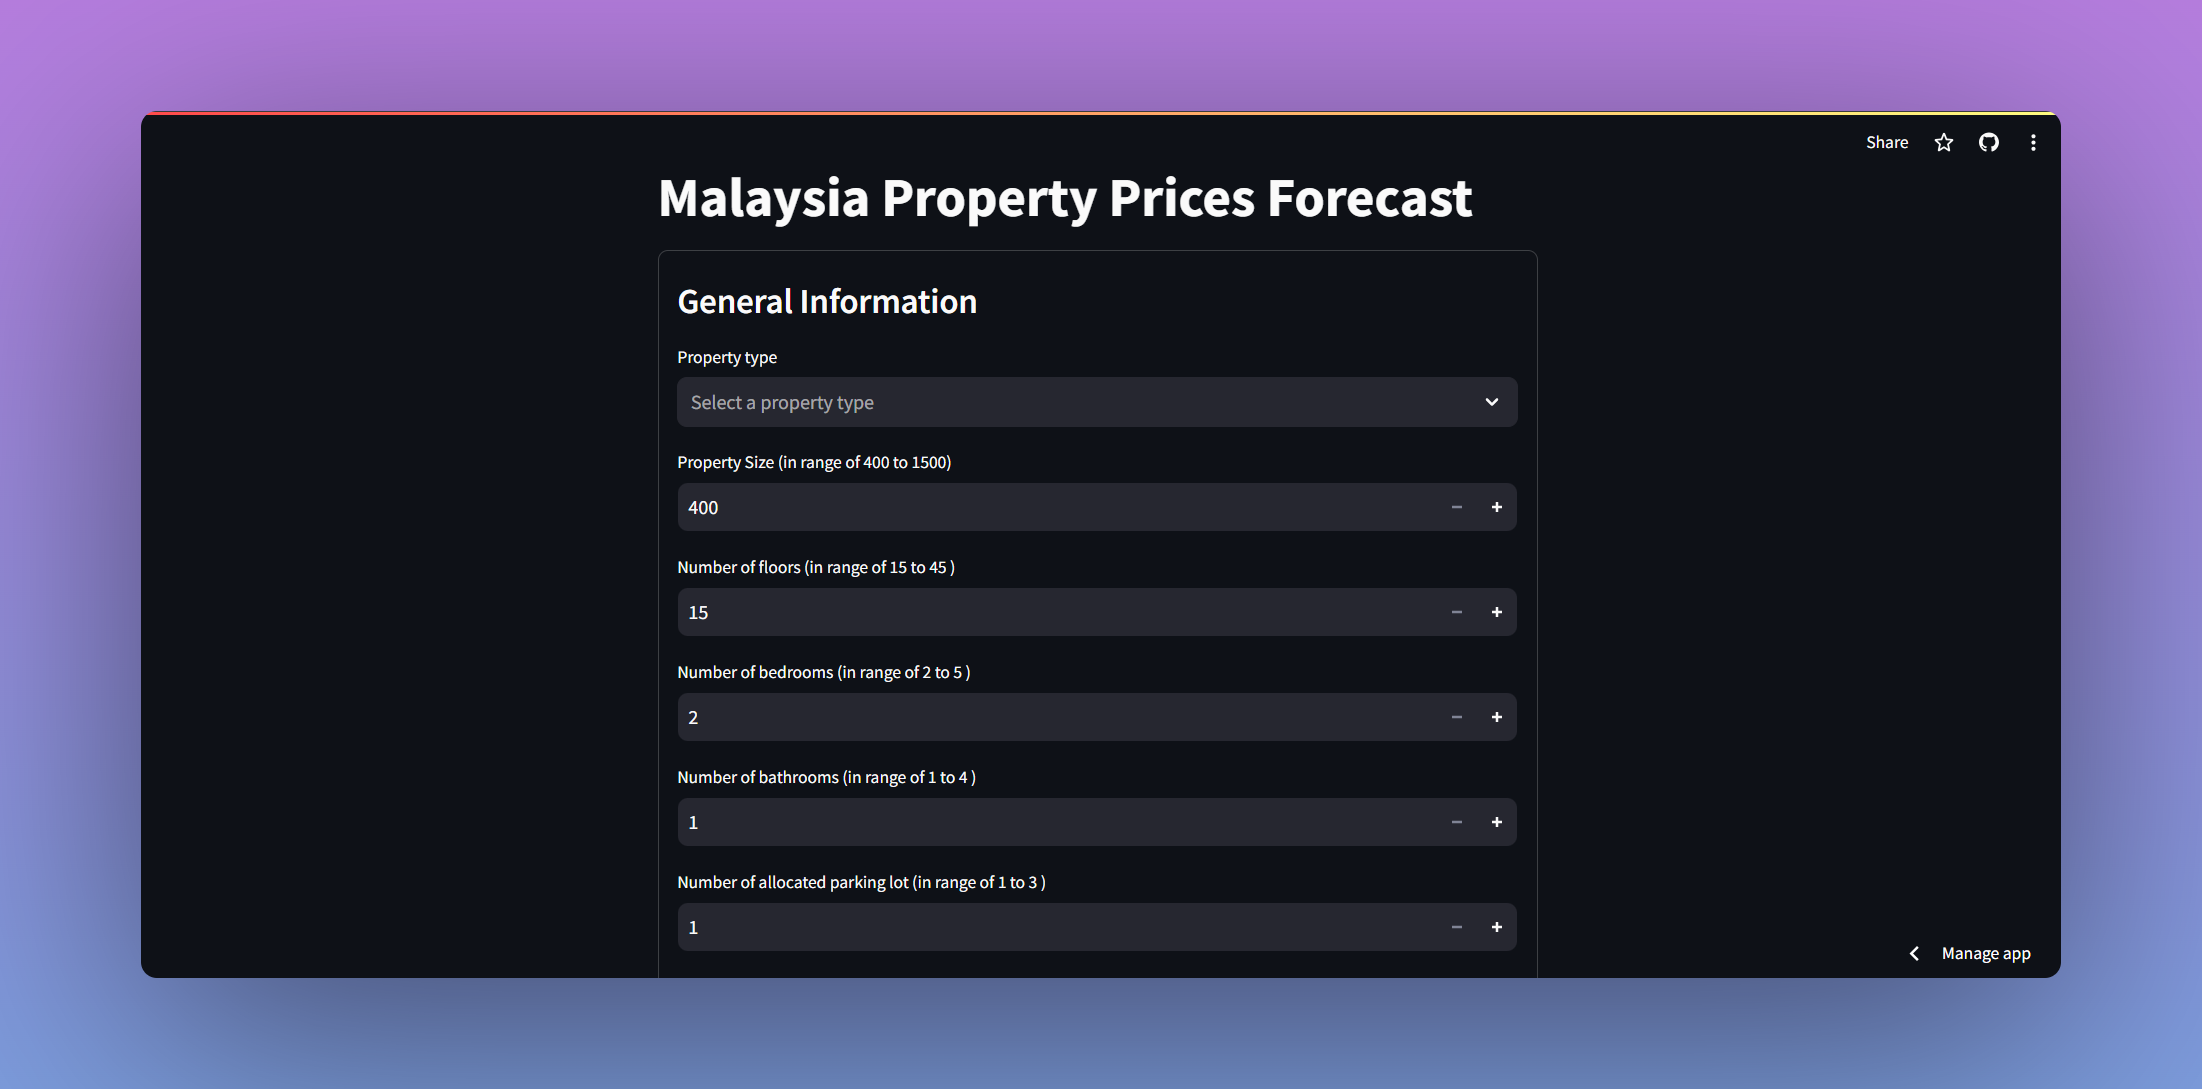 Share
Malaysia Property Prices Forecast
General Information
Property type
Select a property type
Property Size (in range of 400 to 1500)
400
Number of floors (in range of 15 to 45 )
15
Number of bedrooms (in range of 2 to 5 )
2
Number of bathrooms (in range of 1 to 4 )
1
Number of allocated parking lot (in range of 1 to 3 )
1
Manage app